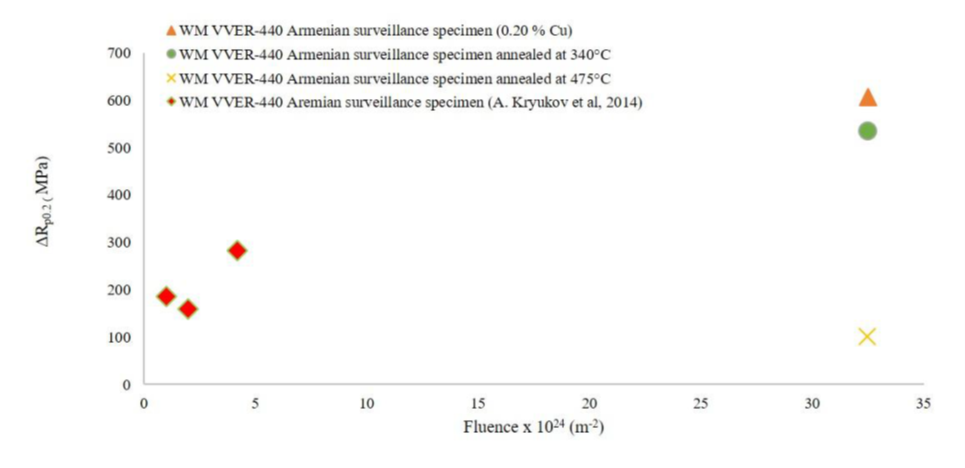 WM VVER-440 Armenian surveillance specimen (0.20 % Cu)
WM VVER-440 Armenian surveillance specimen annealed at 340°C
WM VVER-440 Armenian surveillance specimen annealed at 475°C
WM VVER-440 Aremian surveillance specimen (A. Kryukov et al, 2014)
700
600
500
400
300
200
100
0
ΔRp0.2 ( MPa)
0 5 10 15 20 25 30 35
Fluence x 10²⁴ (m⁻²)